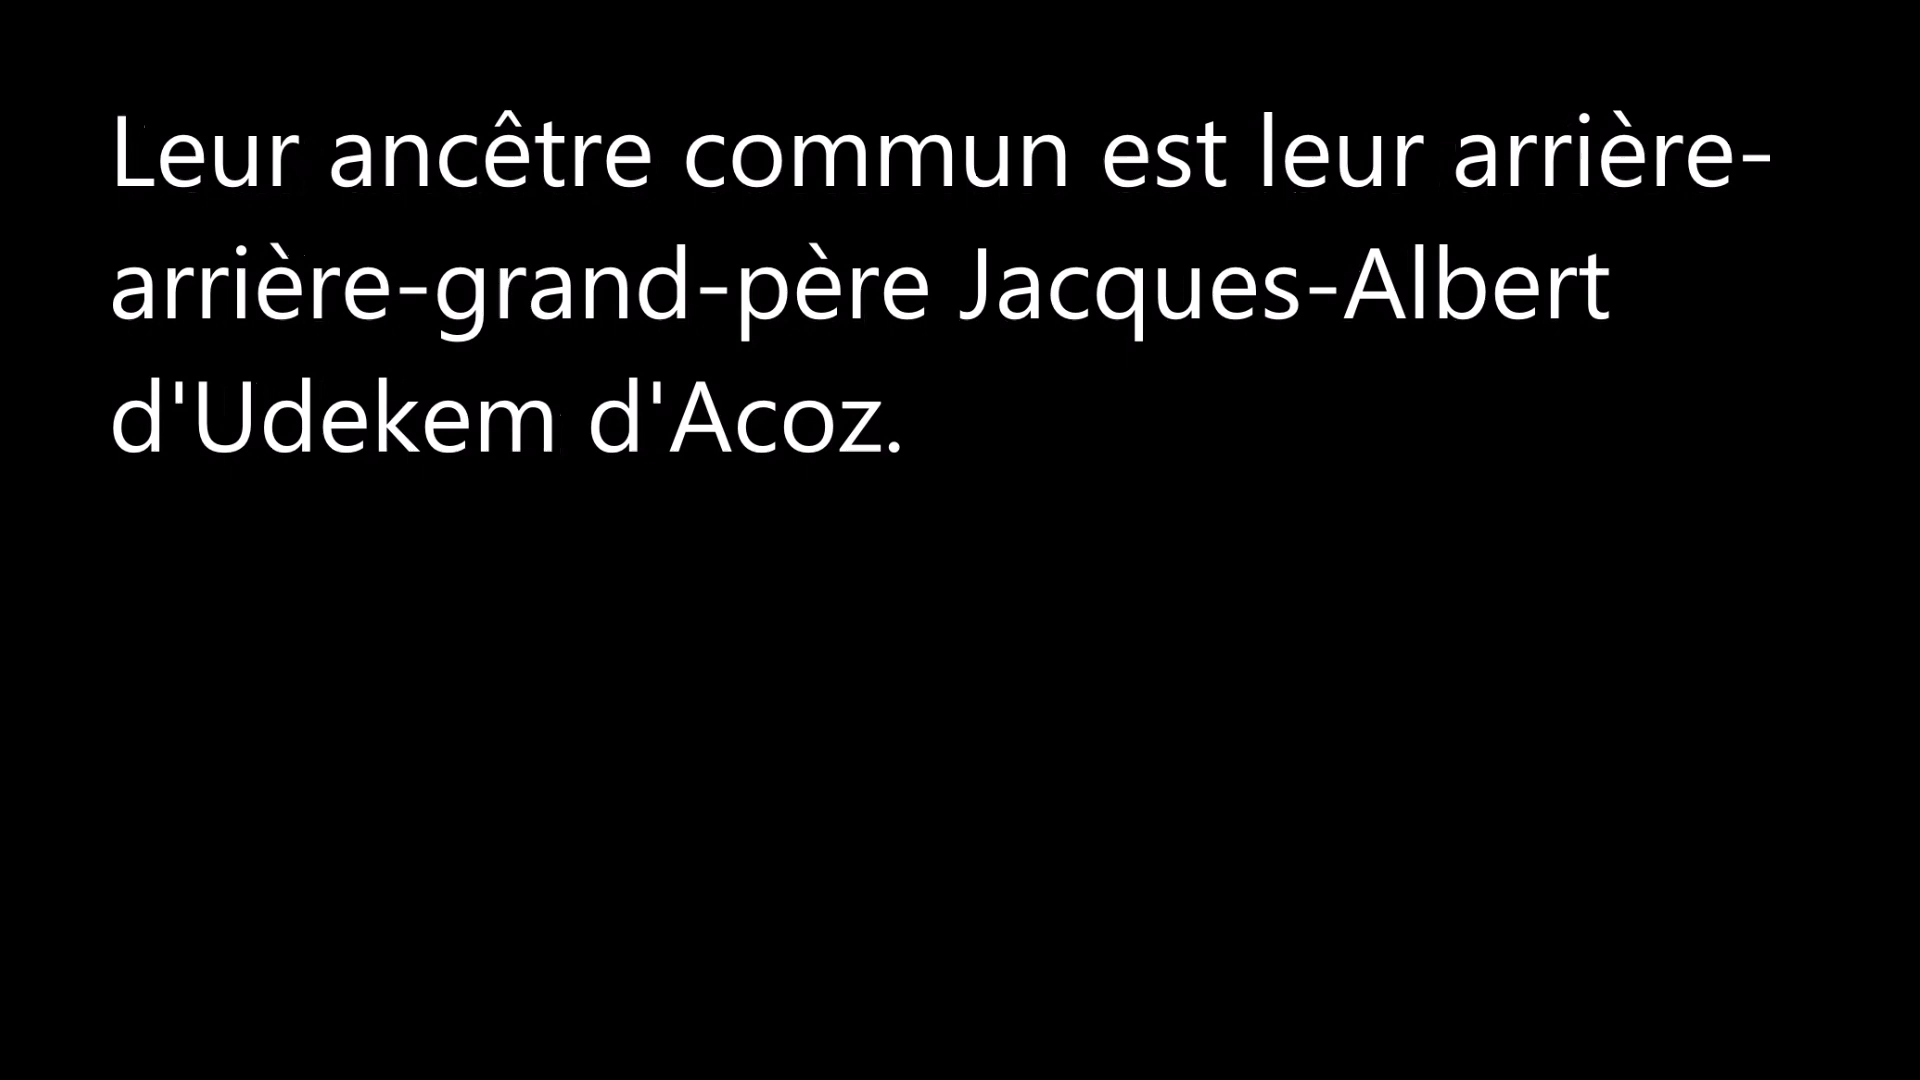 Leur ancêtre commun est leur arrière-
arrière-grand-père Jacques-Albert
d'Udekem d'Acoz.